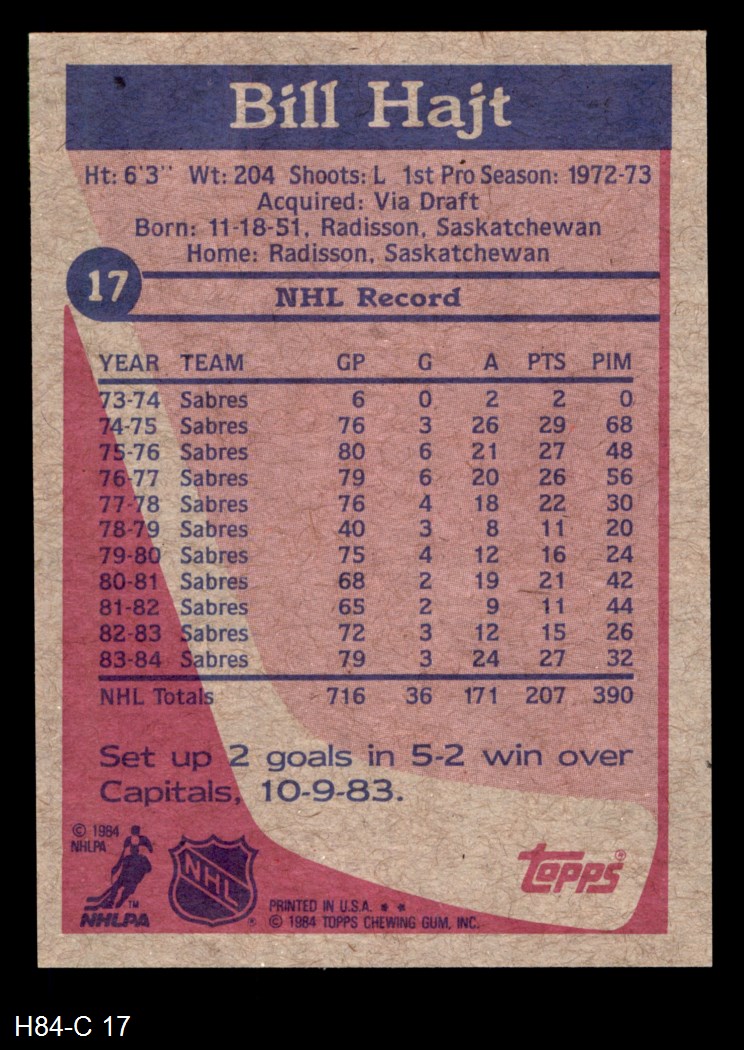 Bill Hajt
Ht: 6'3" Wt: 204 Shoots: L 1st Pro Season: 1972-73
Acquired: Via Draft
Born: 11-18-51, Radisson, Saskatchewan
Home: Radisson, Saskatchewan
17
NHL Record
YEAR TEAM GP G A PTS PIM
73-74 Sabres 6 0 2 2 0
74-75 Sabres 76 3 26 29 68
75-76 Sabres 80 6 21 27 48
76-77 Sabres 79 6 20 26 56
77-78 Sabres 76 4 18 22 30
78-79 Sabres 40 3 8 11 20
79-80 Sabres 75 4 12 16 24
80-81 Sabres 68 2 19 21 42
81-82 Sabres 65 2 9 11 44
82-83 Sabres 72 3 12 15 26
83-84 Sabres 79 3 24 27 32
NHL Totals 716 36 171 207 390
Set up 2 goals in 5-2 win over
Capitals, 10-9-83.
© 1984
NHLPA
TM
NHLPA
NHL
®
topps®
PRINTED IN U.S.A. * *
© 1984 TOPPS CHEWING GUM, INC.
H84-C 17